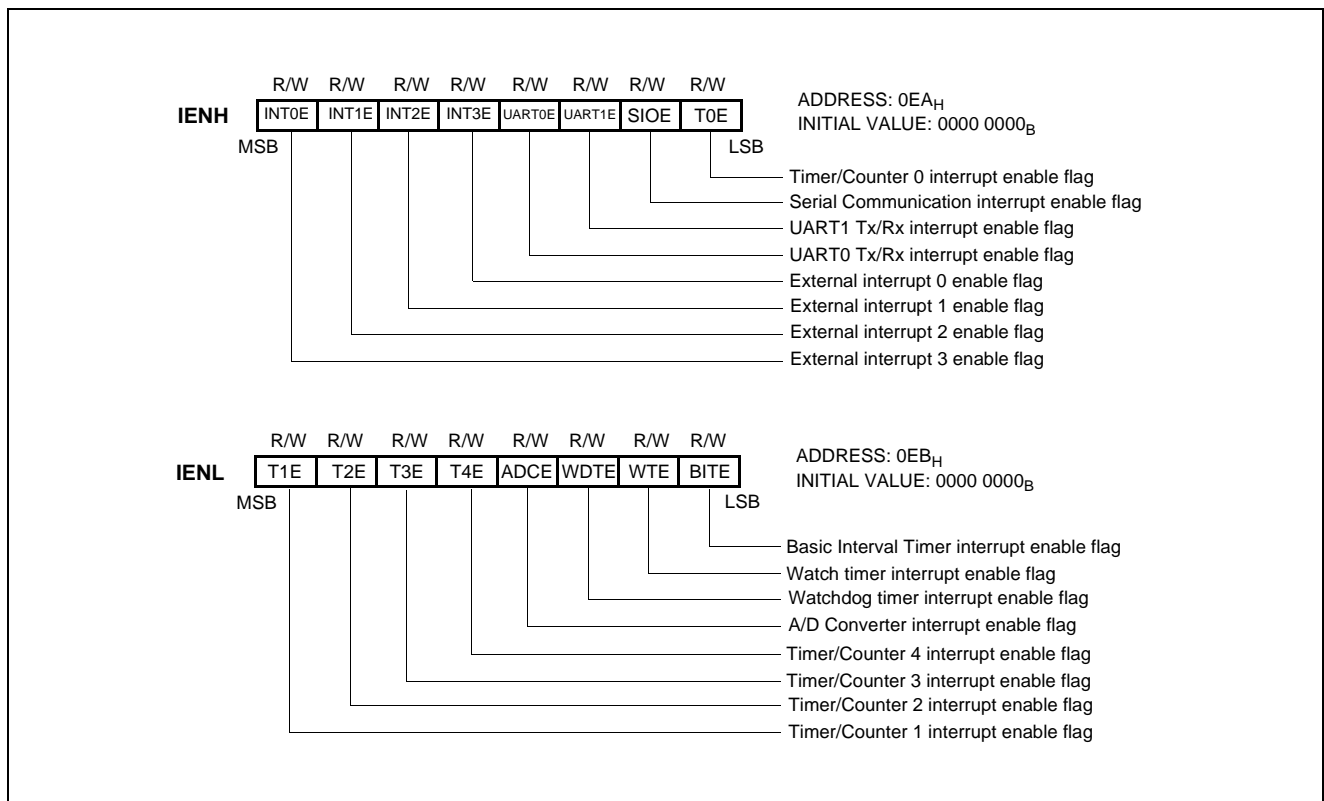 R/W R/W R/W R/W R/W R/W R/W R/W
IENH INT0E INT1E INT2E INT3E UART0E UART1E SIOE T0E
MSB LSB
ADDRESS: 0EAH
INITIAL VALUE: 0000 0000B
Timer/Counter 0 interrupt enable flag
Serial Communication interrupt enable flag
UART1 Tx/Rx interrupt enable flag
UART0 Tx/Rx interrupt enable flag
External interrupt 0 enable flag
External interrupt 1 enable flag
External interrupt 2 enable flag
External interrupt 3 enable flag
R/W R/W R/W R/W R/W R/W R/W R/W
IENL T1E T2E T3E T4E ADCE WDTE WTE BITE
MSB LSB
ADDRESS: 0EBH
INITIAL VALUE: 0000 0000B
Basic Interval Timer interrupt enable flag
Watch timer interrupt enable flag
Watchdog timer interrupt enable flag
A/D Converter interrupt enable flag
Timer/Counter 4 interrupt enable flag
Timer/Counter 3 interrupt enable flag
Timer/Counter 2 interrupt enable flag
Timer/Counter 1 interrupt enable flag